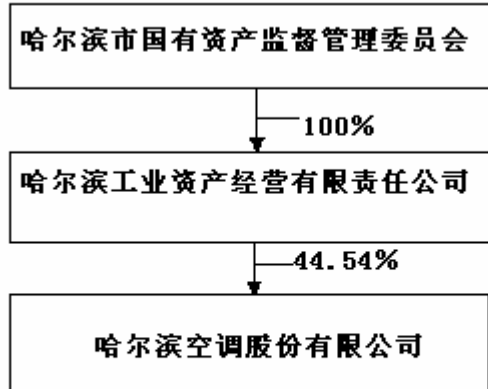 哈尔滨市国有资产监督管理委员会
100%
哈尔滨工业资产经营有限责任公司
44.54%
哈尔滨空调股份有限公司